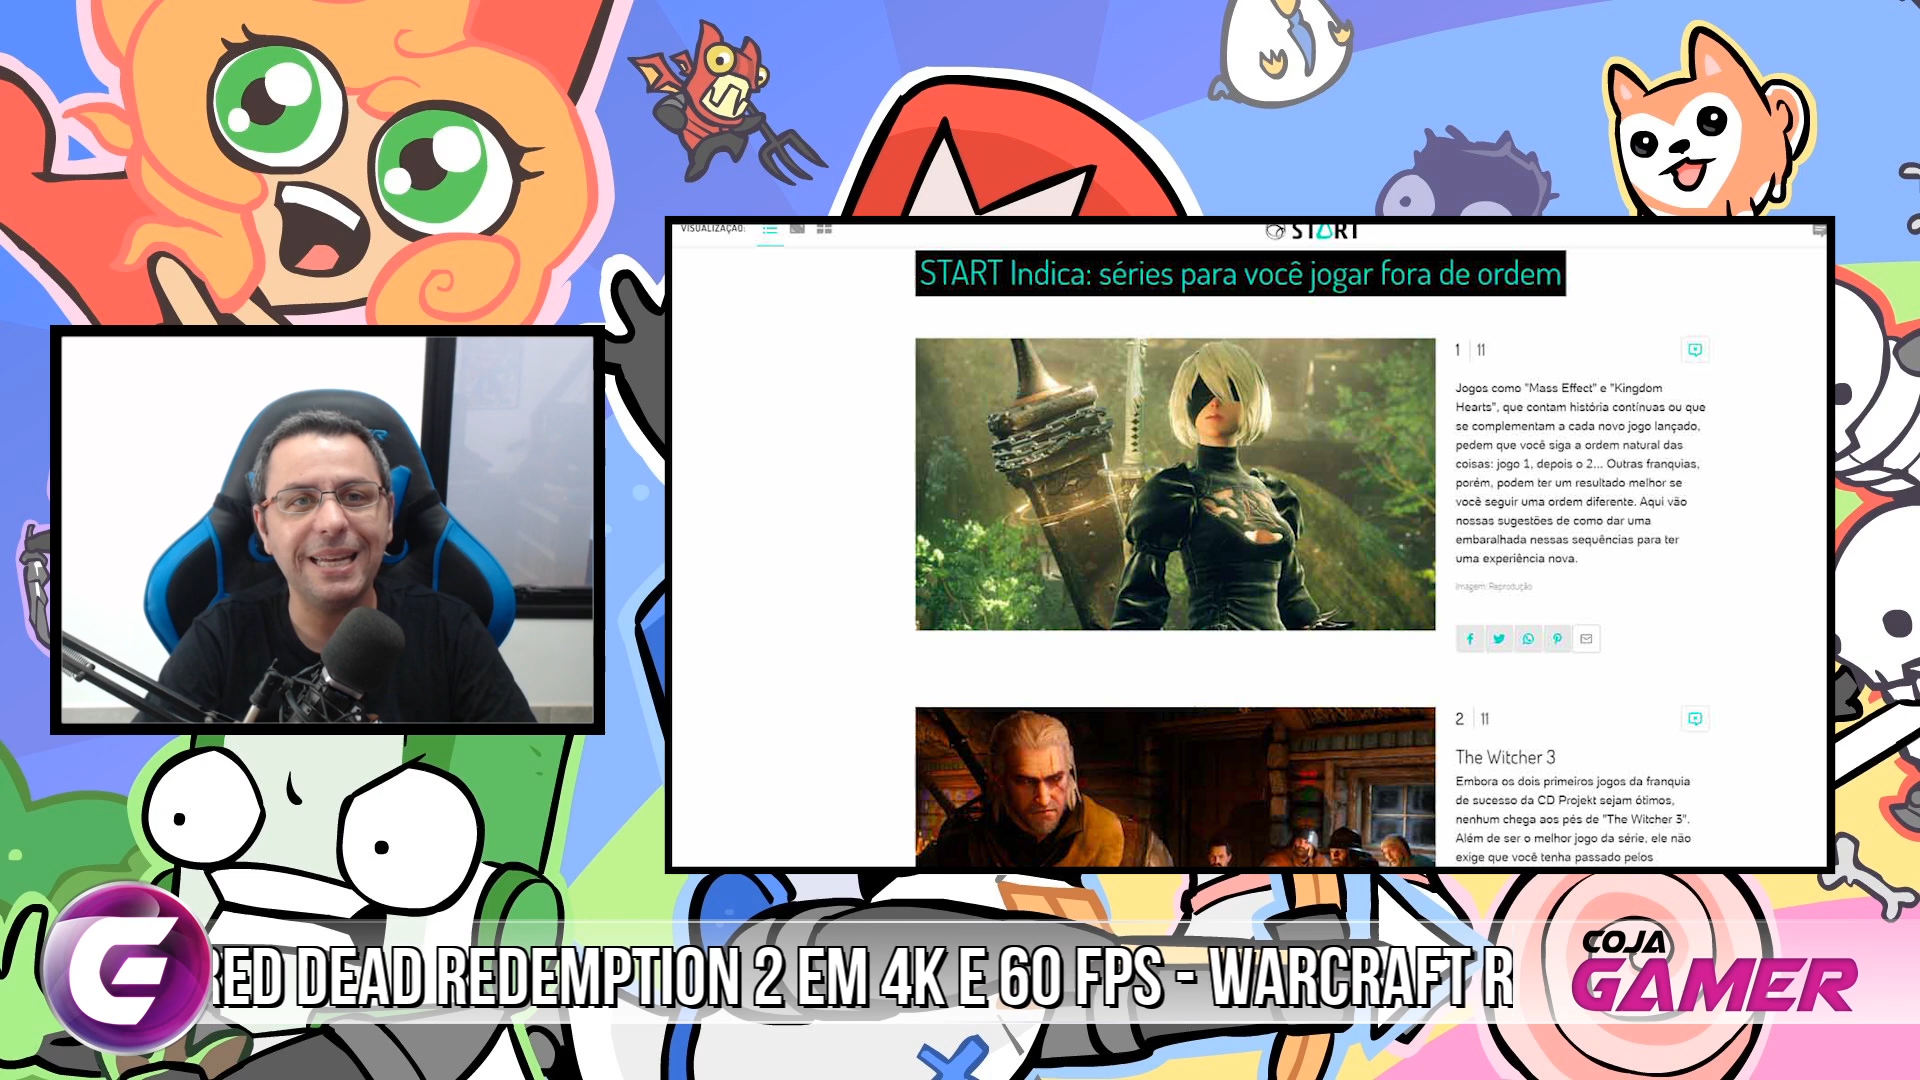 VISUALIZAÇÃO:
START
START Indica: séries para você jogar fora de ordem
1 | 11
Jogos como "Mass Effect" e "Kingdom
Hearts", que contam história contínuas ou que
se complementam a cada novo jogo lançado,
pedem que você siga a ordem natural das
coisas: jogo 1, depois o 2... Outras franquias,
porém, podem ter um resultado melhor se
você seguir uma ordem diferente. Aqui vão
nossas sugestões de como dar uma
embaralhada nessas sequências para ter
uma experiência nova.
Imagem: Reprodução
2 | 11
The Witcher 3
Embora os dois primeiros jogos da franquia
de sucesso da CD Projekt sejam ótimos,
nenhum chega aos pés de "The Witcher 3".
Além de ser o melhor jogo da série, ele não
exige que você tenha passado pelos
RED DEAD REDEMPTION 2 EM 4K E 60 FPS - WARCRAFT R
COJA
GAMER